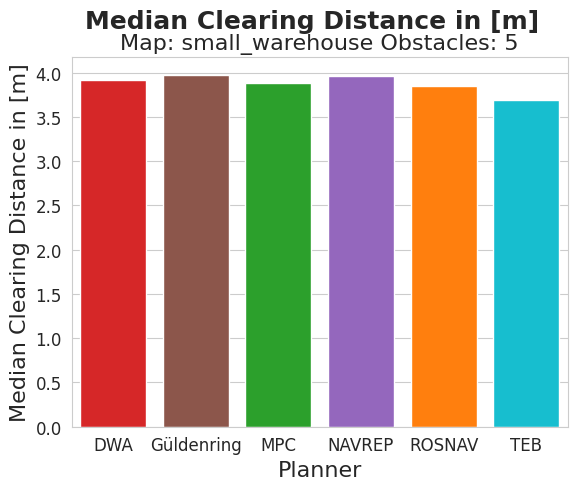 Median Clearing Distance in [m]
Map: small_warehouse Obstacles: 5
Median Clearing Distance in [m]
4.0
3.5
3.0
2.5
2.0
1.5
1.0
0.5
0.0
DWA Güldenring MPC NAVREP ROSNAV TEB
Planner